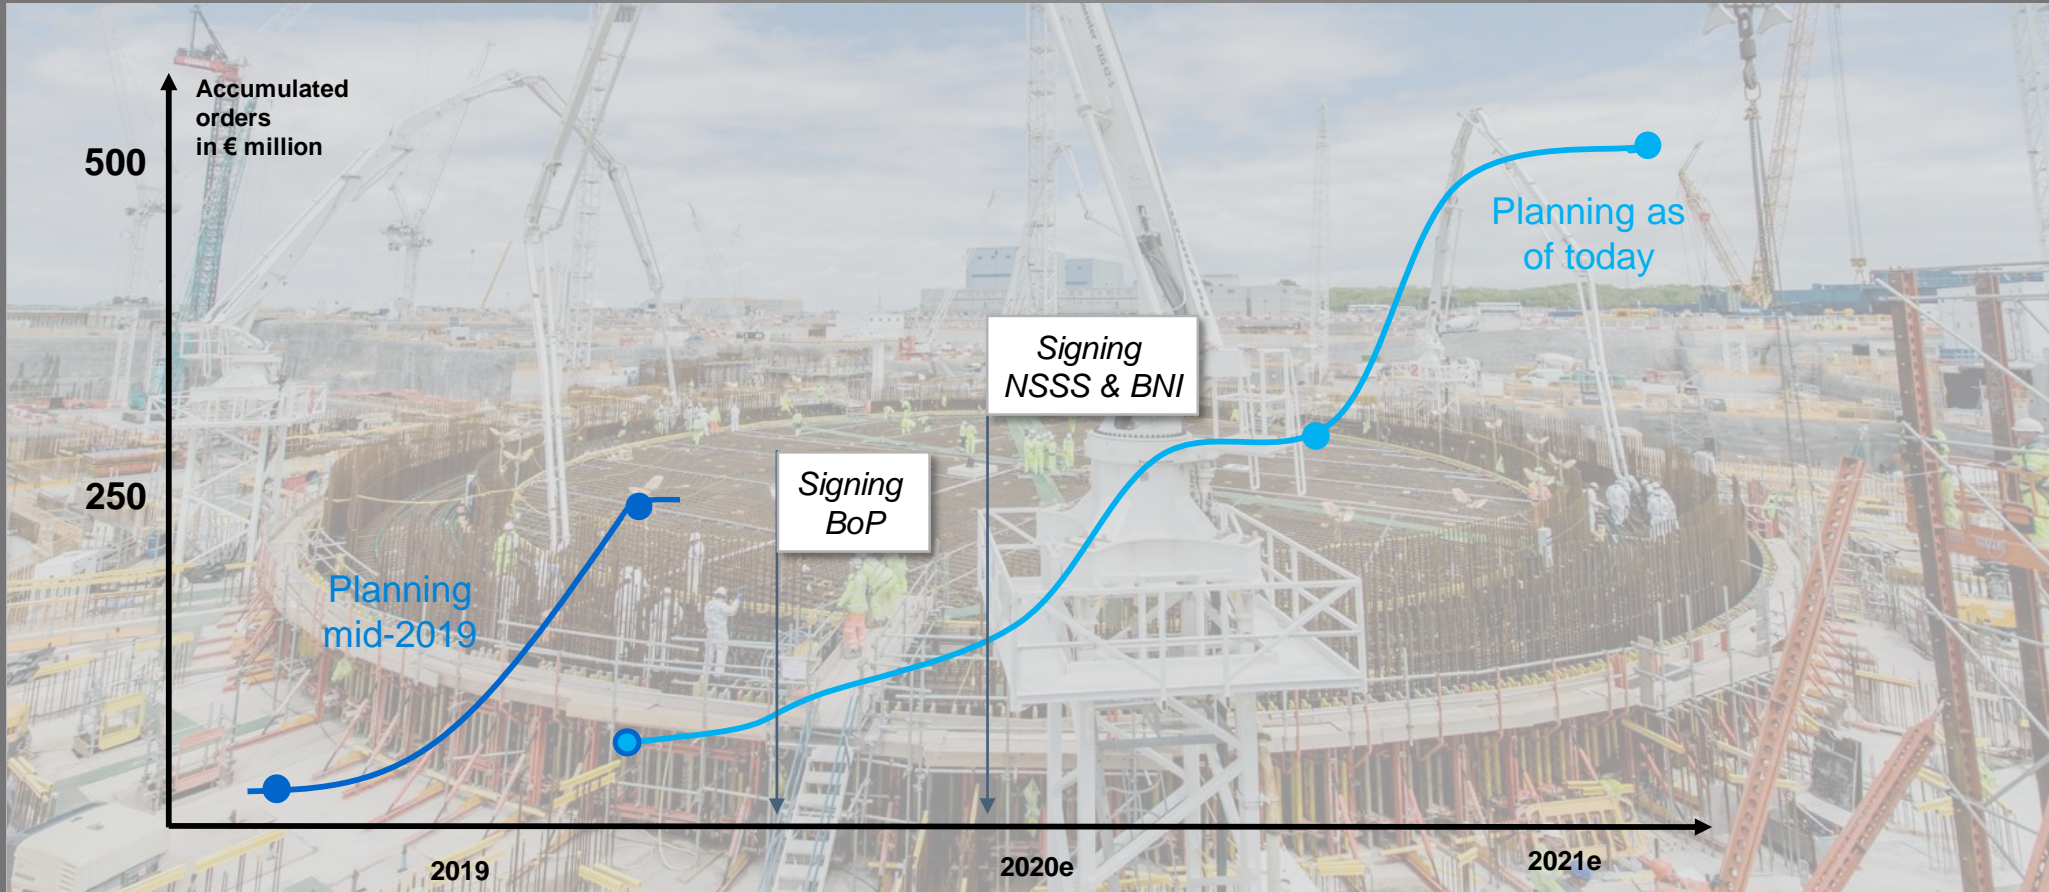 Accumulated
orders
in € million
500
250
Planning
mid-2019
Signing
BoP
Signing
NSSS & BNI
Planning as
of today
2019
2020e
2021e